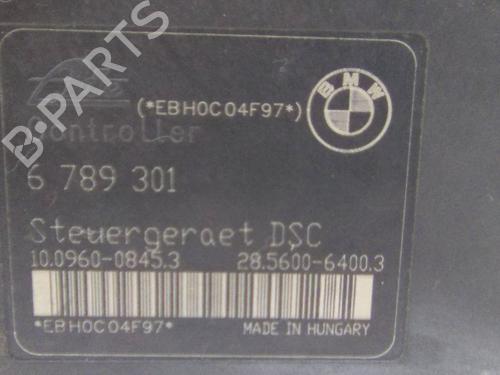 B-PARTS
BMW
(*EBH0C04F97*)
Controller
6 789 301
Steuergeraet DSC
10.0960-0845.3 28.5600-6400.3
*EBH0C04F97* MADE IN HUNGARY
B-PARTS